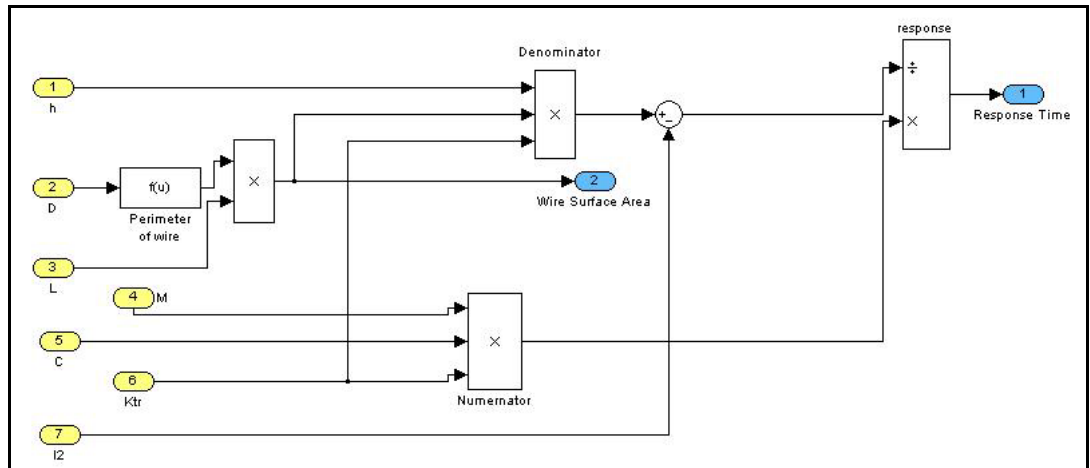 response
Denominator
÷
1
h
×
+
−
1
Response Time
×
2
D
f(u)
Perimeter
of wire
×
2
Wire Surface Area
3
L
4
M
5
C
×
6
Ktr
Numernator
7
I2